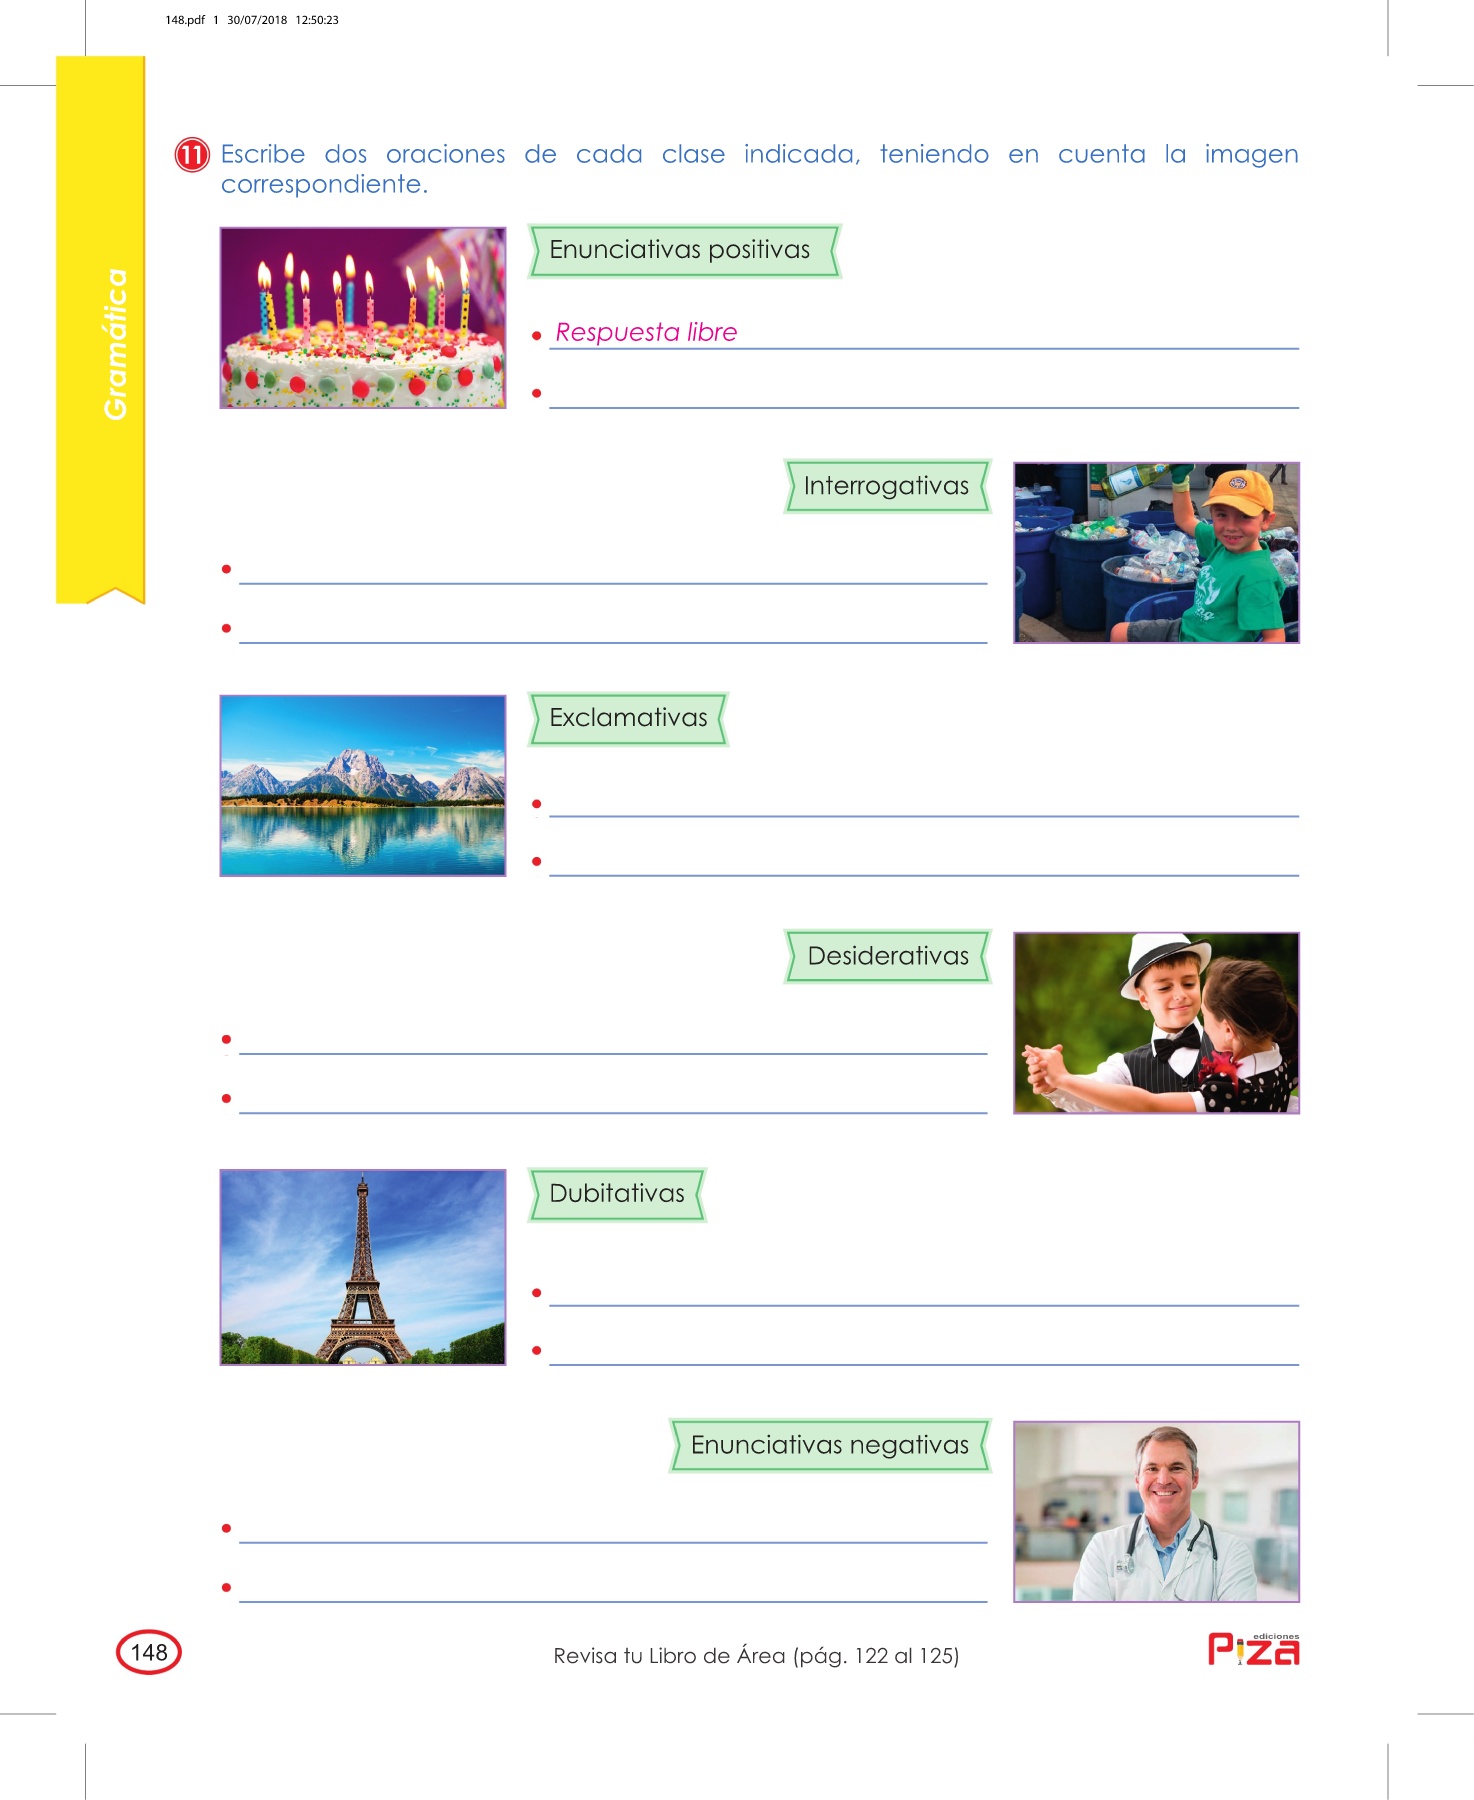 148.pdf 1 30/07/2018 12:50:23
Gramática
11 Escribe dos oraciones de cada clase indicada, teniendo en cuenta la imagen
correspondiente.
Enunciativas positivas
• Respuesta libre
•
Interrogativas
•
•
Exclamativas
•
•
Desiderativas
•
•
Dubitativas
•
•
Enunciativas negativas
•
•
148
Revisa tu Libro de Área (pág. 122 al 125)
ediciones
Piza